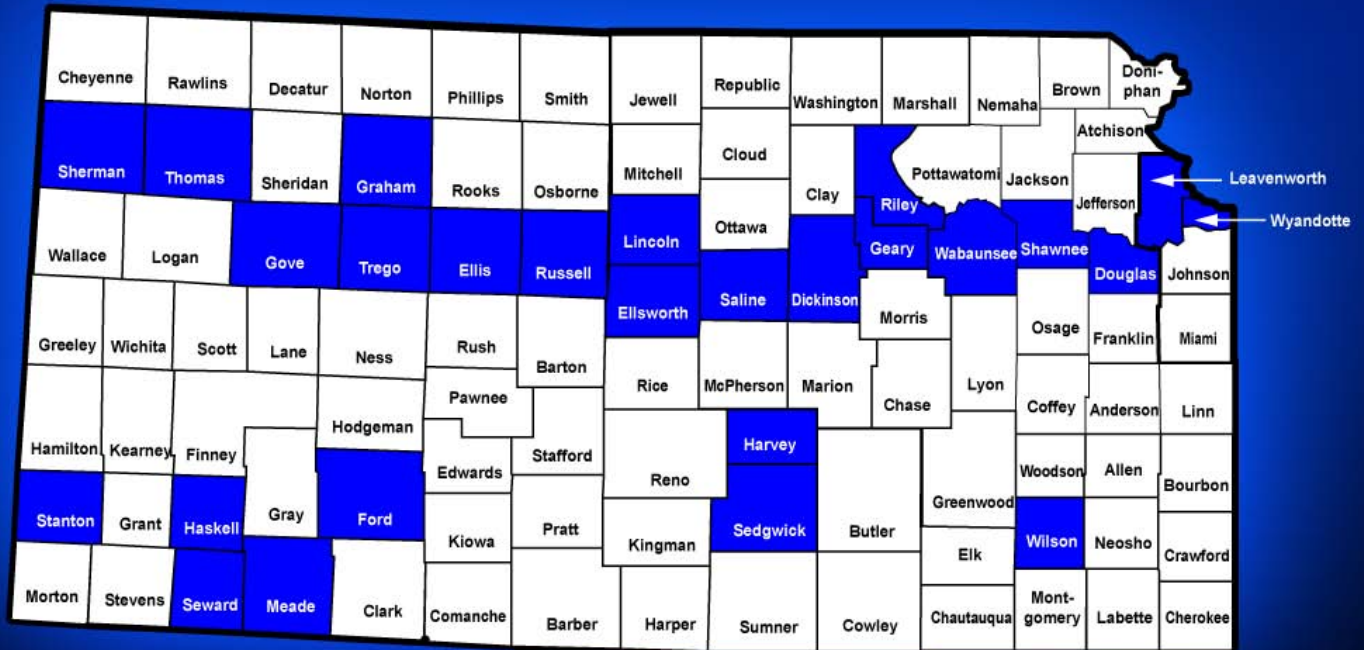 Cheyenne
Rawlins
Decatur
Norton
Phillips
Smith
Jewell
Republic
Washington
Marshall
Nemaha
Brown
Doni-
phan
Sherman
Thomas
Sheridan
Graham
Rooks
Osborne
Mitchell
Cloud
Clay
Riley
Pottawatomi
Jackson
Atchison
Jefferson
Leavenworth
Wyandotte
Wallace
Logan
Gove
Trego
Ellis
Russell
Lincoln
Ottawa
Ellsworth
Saline
Dickinson
Geary
Wabaunsee
Shawnee
Douglas
Johnson
Greeley
Wichita
Scott
Lane
Ness
Rush
Barton
Rice
McPherson
Marion
Morris
Chase
Lyon
Osage
Franklin
Miami
Hamilton
Kearney
Finney
Hodgeman
Pawnee
Edwards
Stafford
Reno
Harvey
Coffey
Anderson
Linn
Stanton
Grant
Haskell
Gray
Ford
Kiowa
Pratt
Kingman
Sedgwick
Butler
Greenwood
Woodson
Allen
Bourbon
Elk
Wilson
Neosho
Crawford
Morton
Stevens
Seward
Meade
Clark
Comanche
Barber
Harper
Sumner
Cowley
Chautauqua
Mont-
gomery
Labette
Cherokee